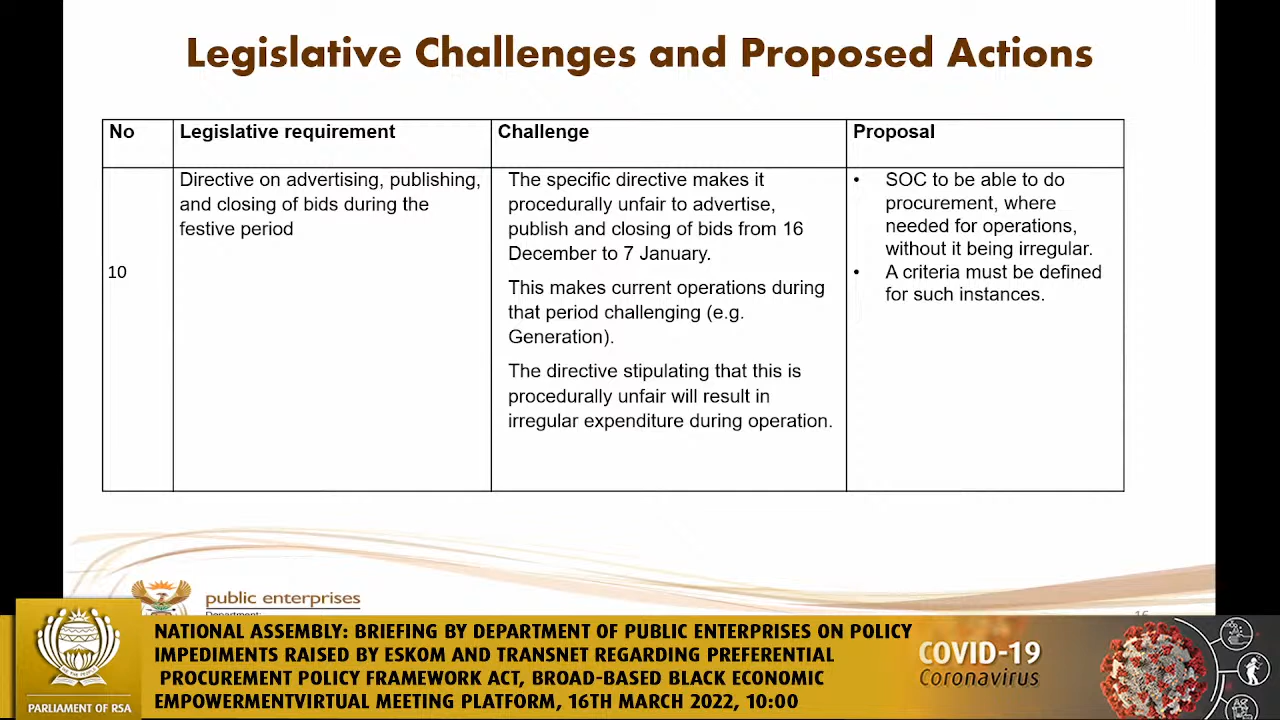 Legislative Challenges and Proposed Actions
No
Legislative requirement
Challenge
Proposal
10
Directive on advertising, publishing,
and closing of bids during the
festive period
The specific directive makes it
procedurally unfair to advertise,
publish and closing of bids from 16
December to 7 January.
This makes current operations during
that period challenging (e.g.
Generation).
The directive stipulating that this is
procedurally unfair will result in
irregular expenditure during operation.
• SOC to be able to do
procurement, where
needed for operations,
without it being irregular.
• A criteria must be defined
for such instances.
public enterprises
NATIONAL ASSEMBLY: BRIEFING BY DEPARTMENT OF PUBLIC ENTERPRISES ON POLICY
IMPEDIMENTS RAISED BY ESKOM AND TRANSNET REGARDING PREFERENTIAL
PROCUREMENT POLICY FRAMEWORK ACT, BROAD-BASED BLACK ECONOMIC
EMPOWERMENTVIRTUAL MEETING PLATFORM, 16TH MARCH 2022, 10:00
PARLIAMENT OF RSA
COVID-19
Coronavirus